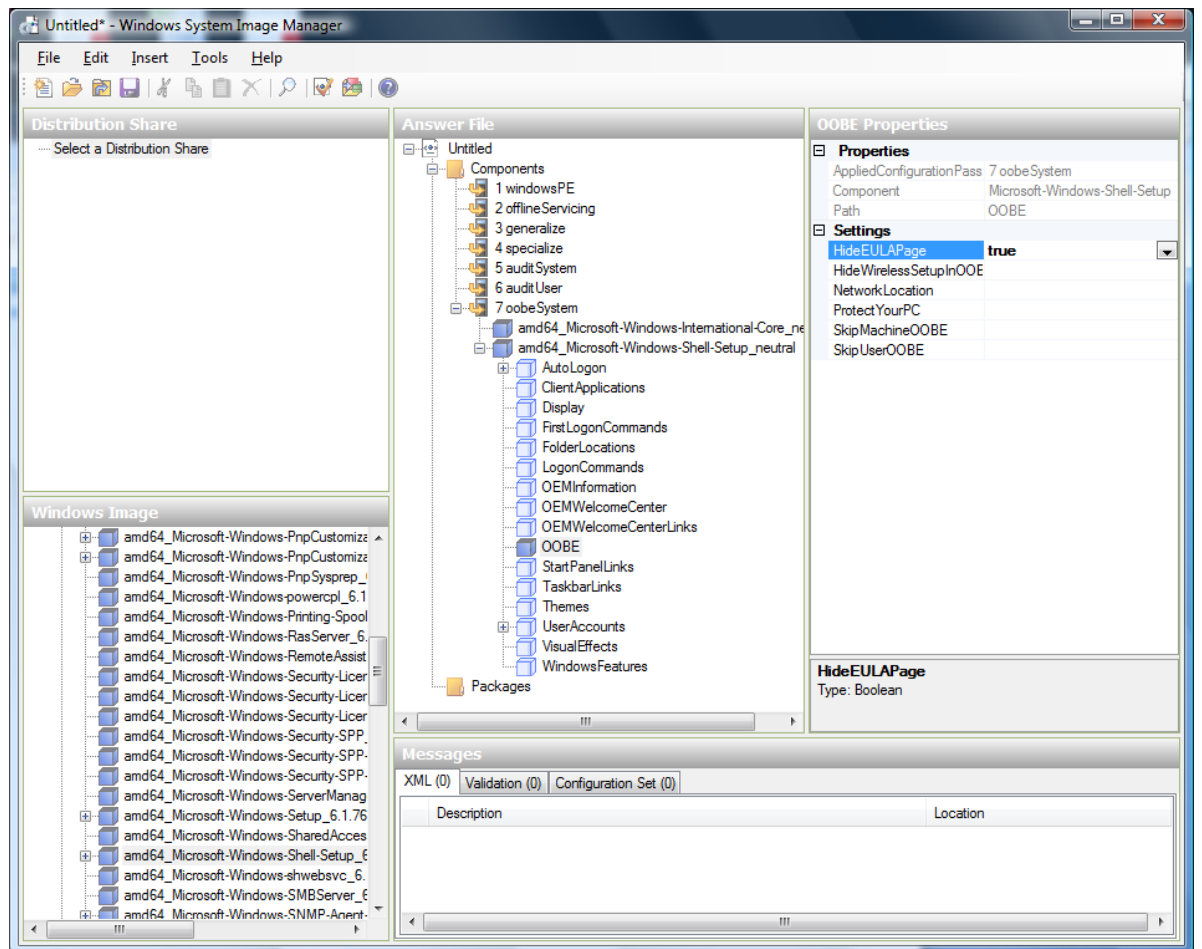 Untitled* - Windows System Image Manager
File Edit Insert Tools Help
Distribution Share
Select a Distribution Share
Windows Image
amd64_Microsoft-Windows-PnpCustomiza
amd64_Microsoft-Windows-PnpCustomiza
amd64_Microsoft-Windows-PnpSysprep_
amd64_Microsoft-Windows-powercpl_6.1
amd64_Microsoft-Windows-Printing-Spool
amd64_Microsoft-Windows-RasServer_6.
amd64_Microsoft-Windows-RemoteAssist
amd64_Microsoft-Windows-Security-Licer
amd64_Microsoft-Windows-Security-Licer
amd64_Microsoft-Windows-Security-Licer
amd64_Microsoft-Windows-Security-SPP_
amd64_Microsoft-Windows-Security-SPP-
amd64_Microsoft-Windows-Security-SPP-
amd64_Microsoft-Windows-ServerManag
amd64_Microsoft-Windows-Setup_6.1.76
amd64_Microsoft-Windows-SharedAcces
amd64_Microsoft-Windows-Shell-Setup_6
amd64_Microsoft-Windows-shwebsvc_6.
amd64_Microsoft-Windows-SMBServer_6
amd64_Microsoft-Windows-SNMP-Agent-
Answer File
Untitled
Components
1 windowsPE
2 offlineServicing
3 generalize
4 specialize
5 auditSystem
6 auditUser
7 oobeSystem
amd64_Microsoft-Windows-International-Core_ne
amd64_Microsoft-Windows-Shell-Setup_neutral
AutoLogon
ClientApplications
Display
FirstLogonCommands
FolderLocations
LogonCommands
OEMInformation
OEMWelcomeCenter
OEMWelcomeCenterLinks
OOBE
StartPanelLinks
TaskbarLinks
Themes
UserAccounts
VisualEffects
WindowsFeatures
Packages
OOBE Properties
Properties
AppliedConfigurationPass 7 oobeSystem
Component Microsoft-Windows-Shell-Setup
Path OOBE
Settings
HideEULAPage true
HideWirelessSetupInOOE
NetworkLocation
ProtectYourPC
SkipMachineOOBE
SkipUserOOBE
HideEULAPage
Type: Boolean
Messages
XML (0) Validation (0) Configuration Set (0)
Description Location